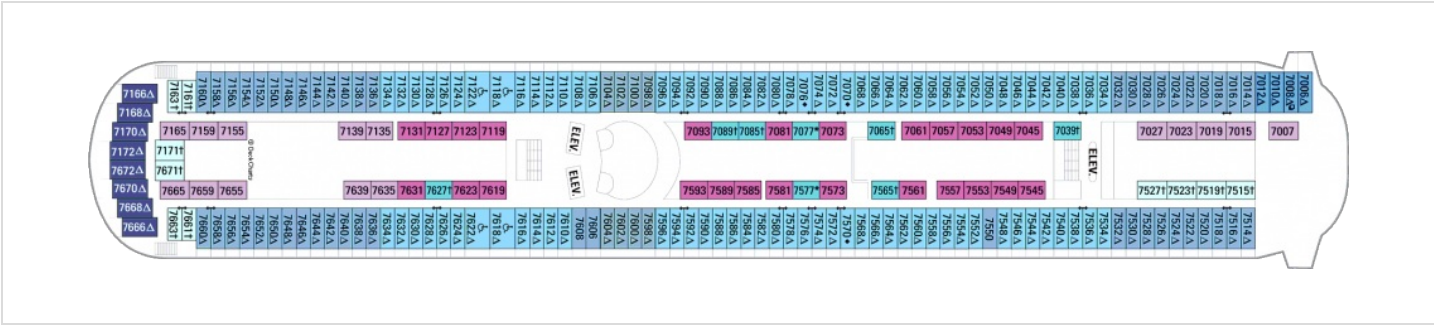 7166△ 7163† 7161† 7160△ 7158△ 7156△ 7154△ 7152△ 7150△ 7148△ 7146△ 7144△ 7142△ 7140△ 7138△ 7136△ 7134△ 7132△ 7130△ 7128△ 7126△ 7124△ 7122△ 7118△ 7116△ 7114△ 7112△ 7110△ 7108△ 7106△ 7104△ 7102△ 7100△ 7098△ 7096△ 7094△ 7092△ 7090△ 7088△ 7086△ 7084△ 7082△ 7080△ 7078△ 7076♦ 7074△ 7072△ 7070♦ 7068△ 7064△ 7062△ 7060△ 7058△ 7056△ 7054△ 7052△ 7050△ 7048△ 7046△ 7044△ 7042△ 7040△ 7038△ 7036△ 7034△ 7032△ 7030△ 7028△ 7026△ 7024△ 7022△ 7020△ 7018△ 7016△ 7014△ 7012△ 7010△ 7008△ 7006△
7168△
7170△ 7165 7159 7155 7139 7135 7131 7127 7123 7119 ELEV. 7093 7089† 7085† 7081 7077* 7073 7065† 7061 7057 7053 7049 7045 7039† 7027 7023 7019 7015 7007
7172△ 7171†
ELEV.
7672△ 7671† ELEV.
7670△ 7665 7659 7655 7639 7635 7631 7627† 7623 7619 7593 7589 7585 7581 7577* 7573 7565† 7561 7557 7553 7549 7545 7527† 7523† 7519† 7515†
7668△
7666△ 7663† 7661† 7660△ 7658△ 7656△ 7654△ 7652△ 7650△ 7648△ 7646△ 7644△ 7642△ 7640△ 7638△ 7636△ 7634△ 7632△ 7630△ 7628△ 7626△ 7624△ 7622△ 7618△ 7616△ 7614△ 7612△ 7610△ 7608 7606 7604△ 7602△ 7600△ 7598△ 7596△ 7594△ 7592△ 7590△ 7588△ 7586△ 7584△ 7582△ 7580△ 7578△ 7576△ 7574△ 7572△ 7570♦ 7568△ 7566△ 7564△ 7562△ 7560△ 7558△ 7556△ 7554△ 7552△ 7550 7548△ 7546△ 7544△ 7542△ 7540△ 7538△ 7536△ 7534△ 7532△ 7530△ 7528△ 7526△ 7524△ 7522△ 7520△ 7518△ 7516△ 7514△